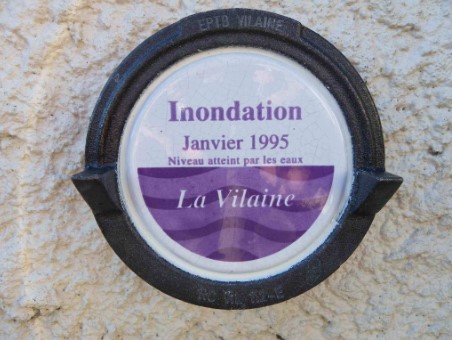 EPTB VILAINE
Inondation
Janvier 1995
Niveau atteint par les eaux
La Vilaine